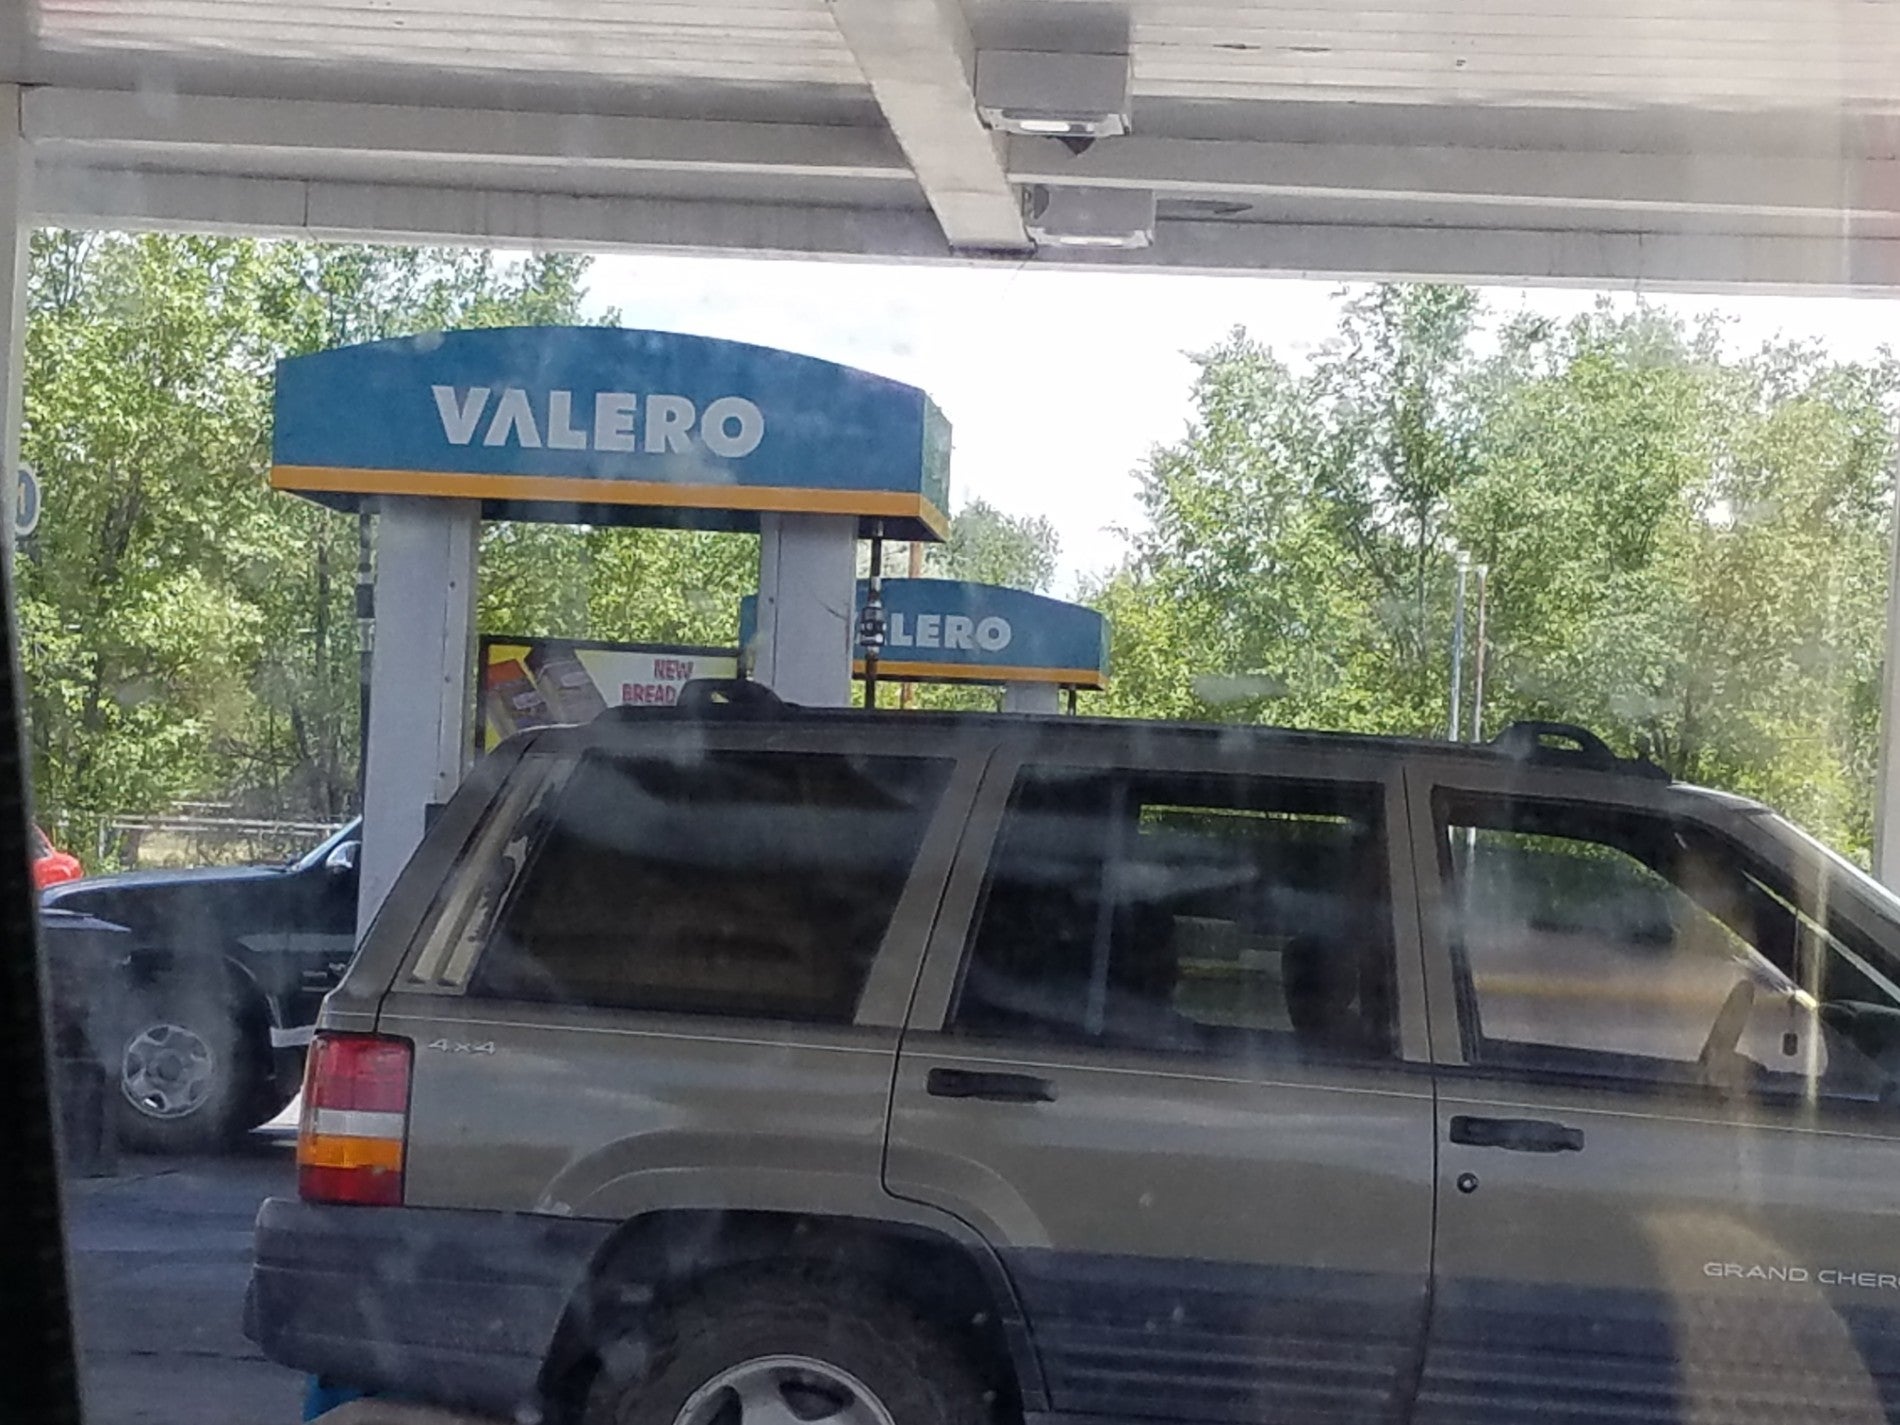 VALERO
LERO
NEW
BREAD
4x4
GRAND CHER